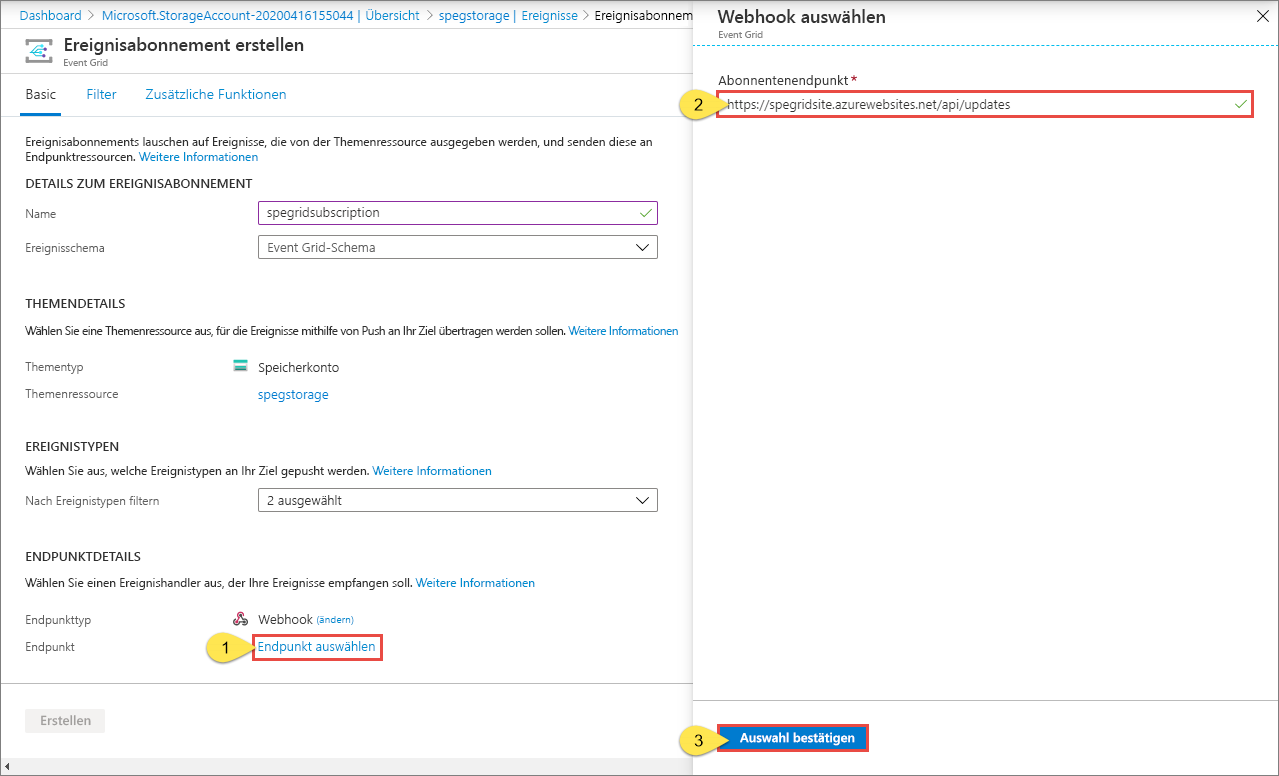 Dashboard > Microsoft.StorageAccount-20200416155044 | Übersicht > spegstorage | Ereignisse > Ereignisabonnem
Ereignisabonnement erstellen
Event Grid
Basic Filter Zusätzliche Funktionen
Ereignisabonnements lauschen auf Ereignisse, die von der Themenressource ausgegeben werden, und senden diese an
Endpunktressourcen. Weitere Informationen
DETAILS ZUM EREIGNISABONNEMENT
Name spegridsubscription
Ereignisschema Event Grid-Schema
THEMENDETAILS
Wählen Sie eine Themenressource aus, für die Ereignisse mithilfe von Push an Ihr Ziel übertragen werden sollen. Weitere Informationen
Thementyp Speicherkonto
Themenressource spegstorage
EREIGNISTYPEN
Wählen Sie aus, welche Ereignistypen an Ihr Ziel gepusht werden. Weitere Informationen
Nach Ereignistypen filtern 2 ausgewählt
ENDPUNKTDETAILS
Wählen Sie einen Ereignishandler aus, der Ihre Ereignisse empfangen soll. Weitere Informationen
Endpunkttyp Webhook (ändern)
Endpunkt 1 Endpunkt auswählen
Erstellen
Webhook auswählen
Event Grid
Abonnentenendpunkt *
2 https://spegridsite.azurewebsites.net/api/updates
3 Auswahl bestätigen